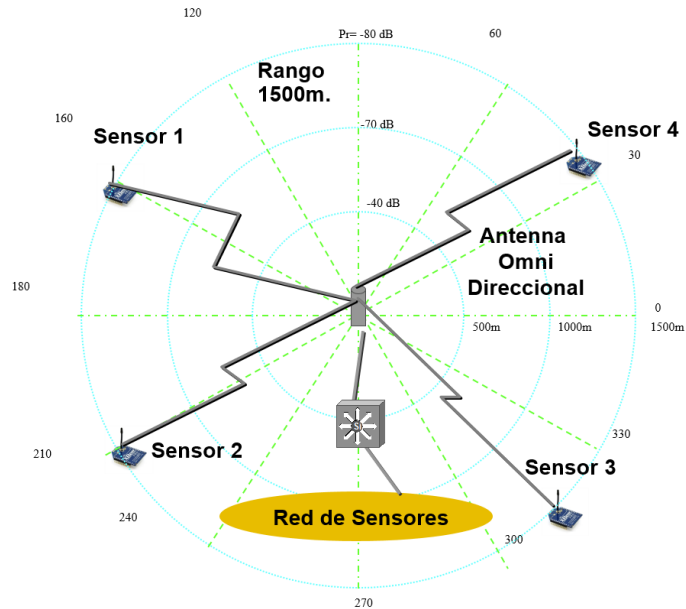 120
Pr= -80 dB
60
Rango
1500m.
160
Sensor 1
-70 dB
Sensor 4
30
-40 dB
Antenna
Omni
Direccional
180
0
500m
1000m
1500m
Si
210
Sensor 2
330
Sensor 3
240
Red de Sensores
300
270